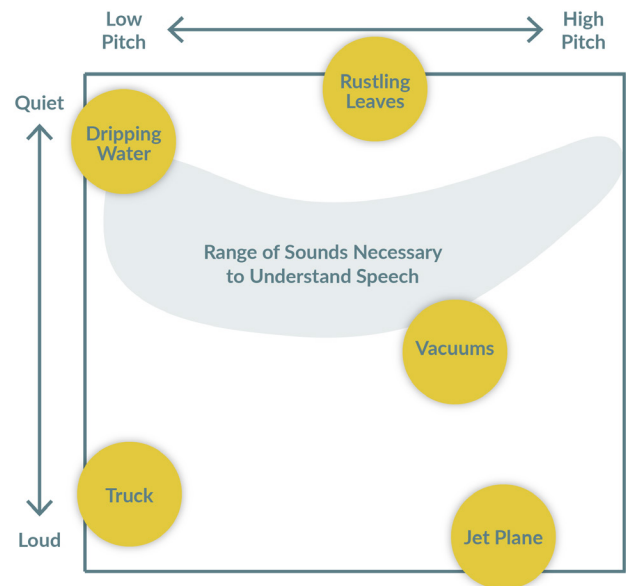 Low
Pitch
High
Pitch
Quiet
Rustling
Leaves
Dripping
Water
Range of Sounds Necessary
to Understand Speech
Vacuums
Truck
Loud
Jet Plane